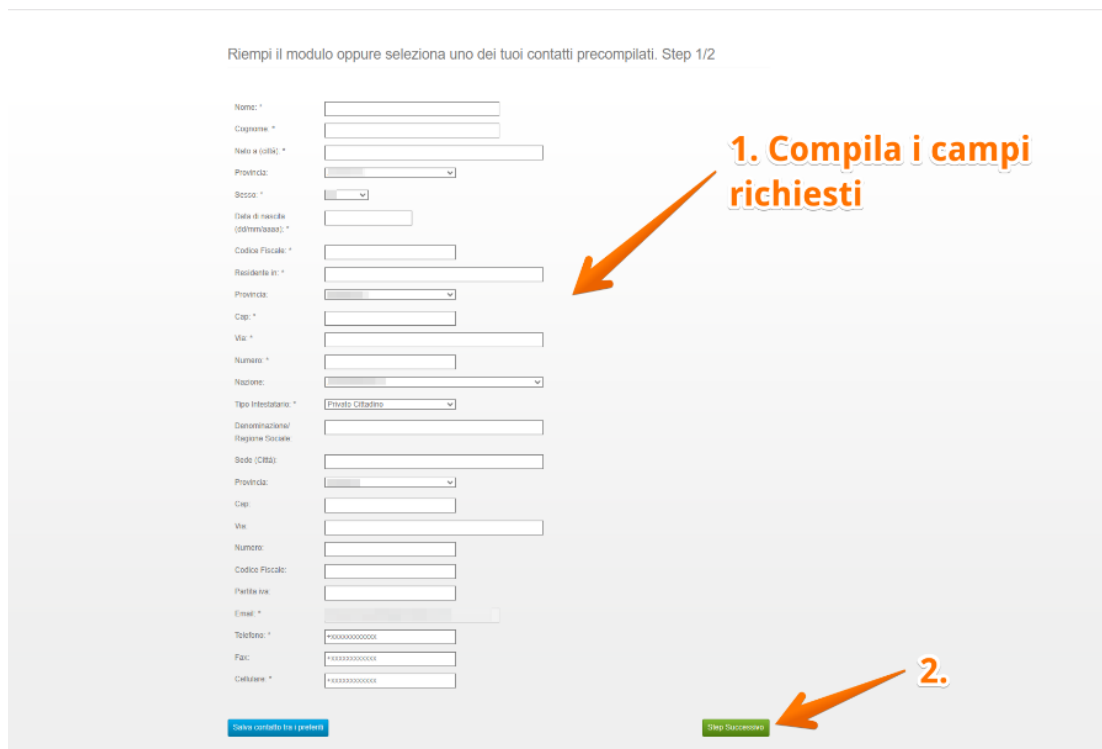 Riempi il modulo oppure seleziona uno dei tuoi contatti precompilati. Step 1/2
Nome: *
Cognome: *
Nato a (città): *
Provincia:
Sesso: *
Data di nascita
(dd/mm/aaaa): *
Codice Fiscale: *
Residente in: *
Provincia:
Cap: *
Via: *
Numero: *
Nazione:
Tipo Intestatario: *
Privato Cittadino
Denominazione/
Ragione Sociale:
Sede (Città):
Provincia:
Cap:
Via:
Numero:
Codice Fiscale:
Partita iva:
Email: *
Telefono: *
+xxxxxxxxxxxx
Fax:
+xxxxxxxxxxxx
Cellulare: *
+xxxxxxxxxxxx
Salva contatto tra i preferiti
Step Successivo
1. Compila i campi
richiesti
2.